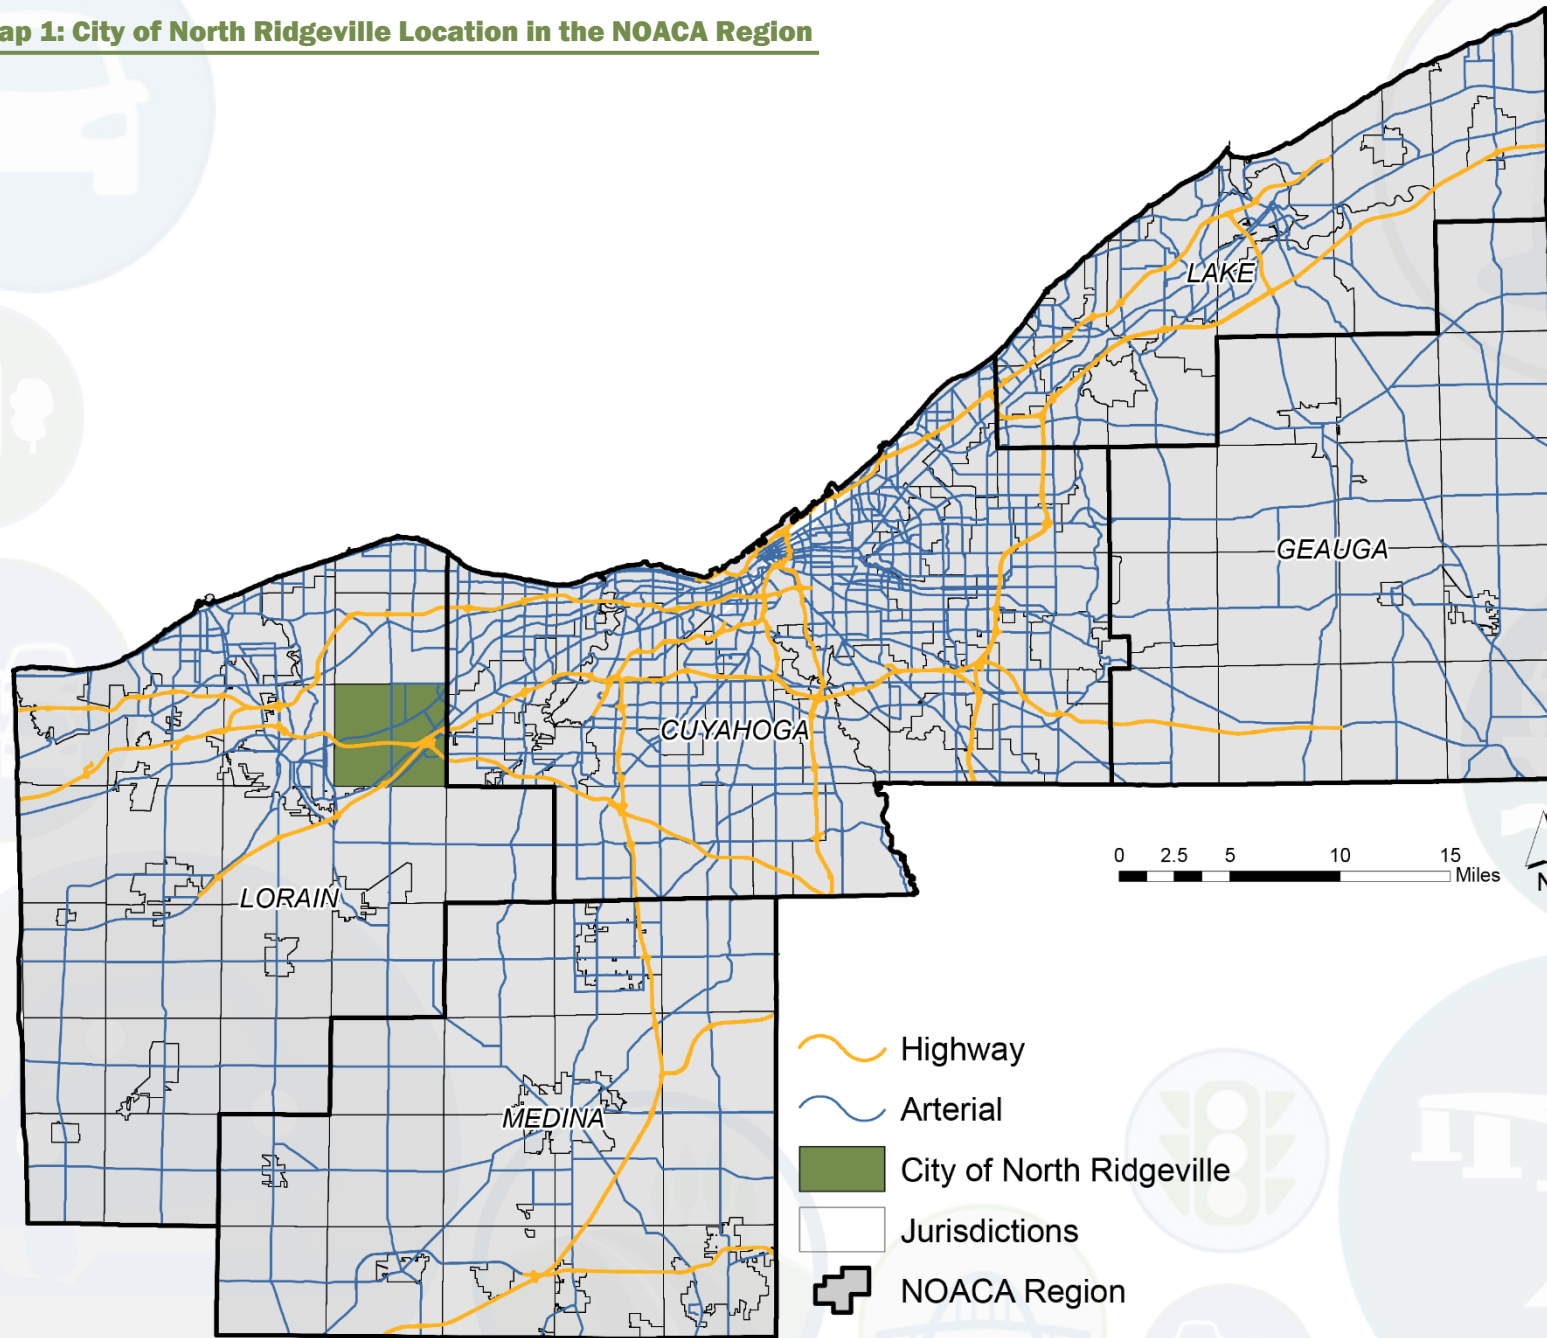 ap 1: City of North Ridgeville Location in the NOACA Region
LAKE
GEAUGA
CUYAHOGA
LORAIN
MEDINA
0 2.5 5 10 15
Miles
N
Highway
Arterial
City of North Ridgeville
Jurisdictions
NOACA Region